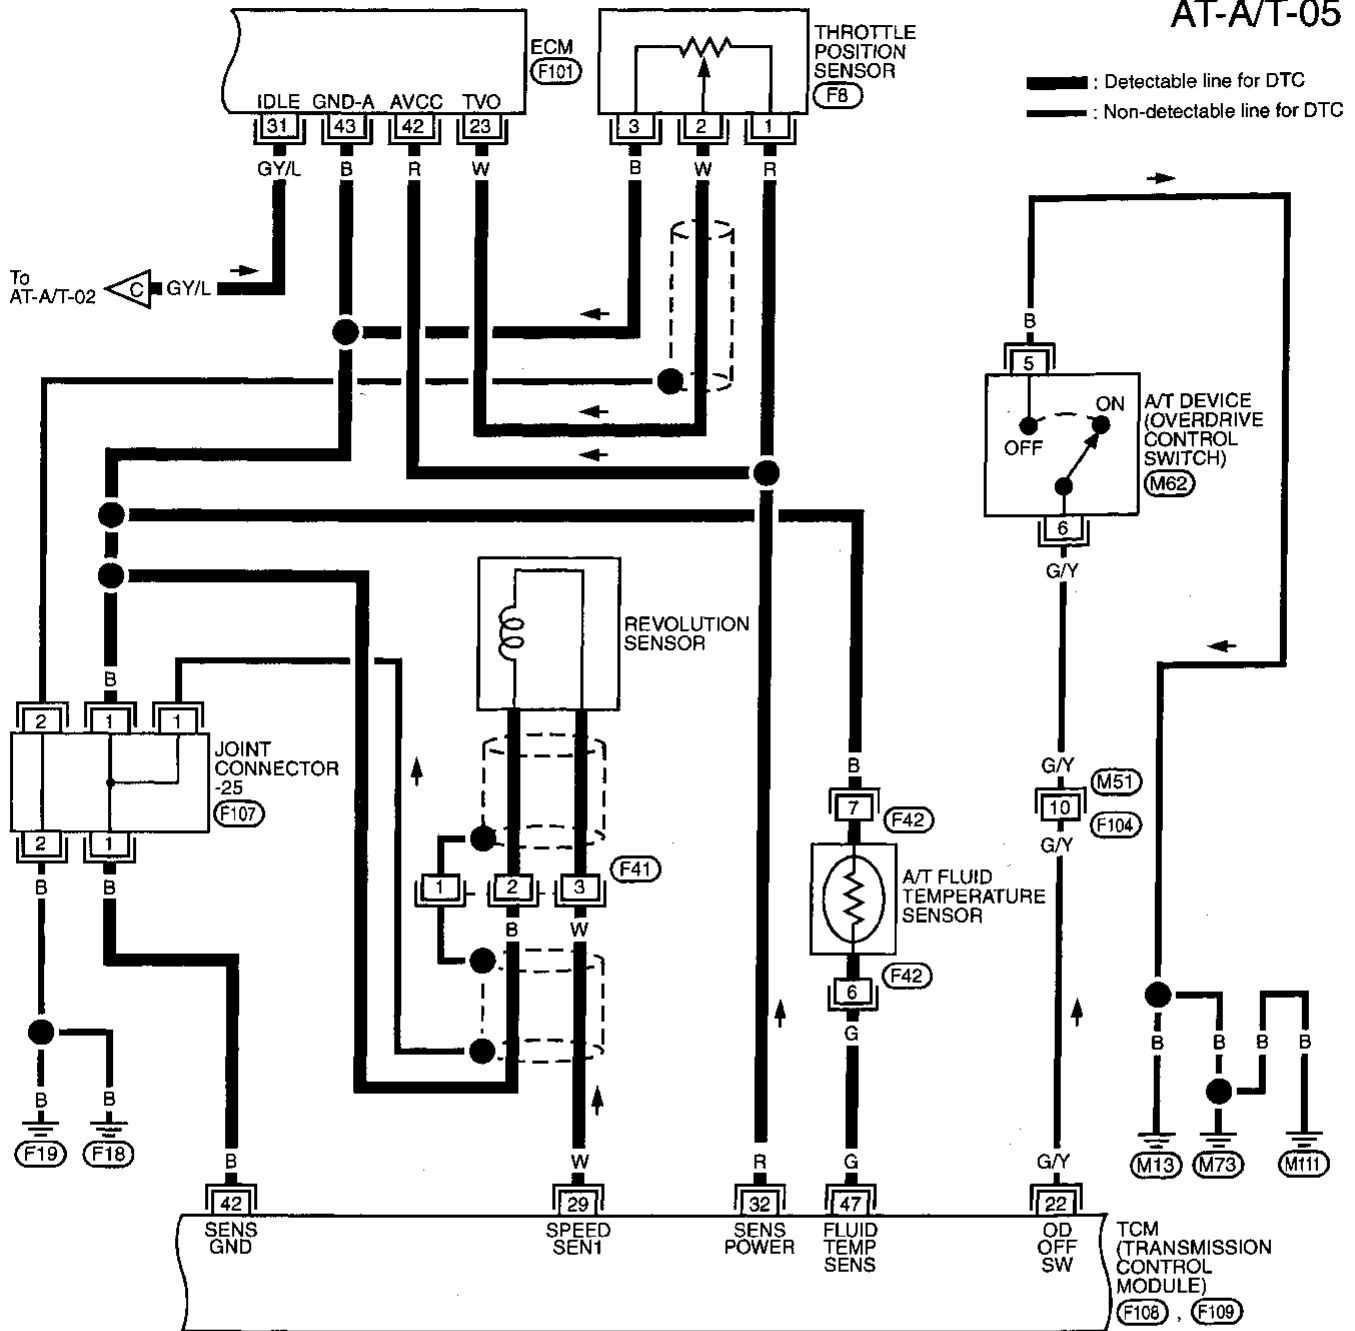 AT-A/T-05
ECM
F101
IDLE GND-A AVCC TVO
31 43 42 23
GY/L B R W
THROTTLE
POSITION
SENSOR
F8
3 2 1
B W R
: Detectable line for DTC
: Non-detectable line for DTC
To
AT-A/T-02
C
GY/L
B
5
ON
OFF
A/T DEVICE
(OVERDRIVE
CONTROL
SWITCH)
M62
6
G/Y
REVOLUTION
SENSOR
B
2 1 1
JOINT
CONNECTOR
-25
F107
2 1
B B
B
7
F42
G/Y
M51
10
F104
G/Y
F41
1 2 3
B W
A/T FLUID
TEMPERATURE
SENSOR
F42
6
G
B B
F19 F18
B B B B
M13 M73 M111
B W R G G/Y
42 29 32 47 22
SENS
GND
SPEED
SEN1
SENS
POWER
FLUID
TEMP
SENS
OD
OFF
SW
TCM
(TRANSMISSION
CONTROL
MODULE)
F108 , F109